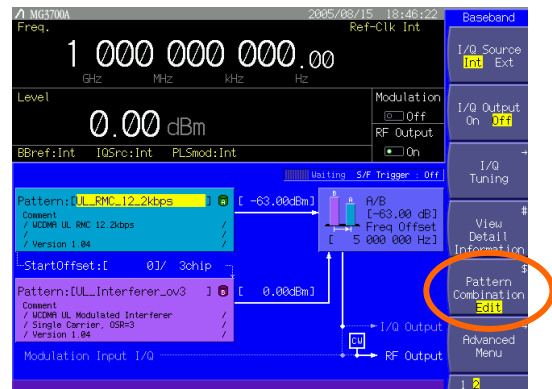 MG3700A 2005/08/15 18:46:22
Freq. Ref-Clk Int
1 000 000 000.00
GHz MHz kHz Hz
Level
0.00 dBm
Modulation
Off
RF Output
On
BBref:Int IQSrc:Int PLSmod:Int
Waiting S/F Trigger : Off
Pattern:[UL_RMC_12_2kbps ] [ -63.00dBm]
Comment
/ WCDMA UL RMC 12.2kbps /
/ /
/ Version 1.04 /
A B
A/B
[-63.00 dB]
Freq Offset
[ 5 000 000 Hz]
StartOffset:[ 0]/ 3chip
Pattern:[UL_Interferer_ov3 ] [ 0.00dBm]
Comment
/ WCDMA UL Modulated Interferer /
/ Single Carrier, OSR=3 /
/ Version 1.04 /
I/Q Output
CW
Modulation Input I/Q RF Output
Baseband
I/Q Source
Int Ext
I/Q Output
On Off
→
I/Q
Tuning
#
View
Detail
Information
$
Pattern
Combination
Edit
→
Advanced
Menu
1 2